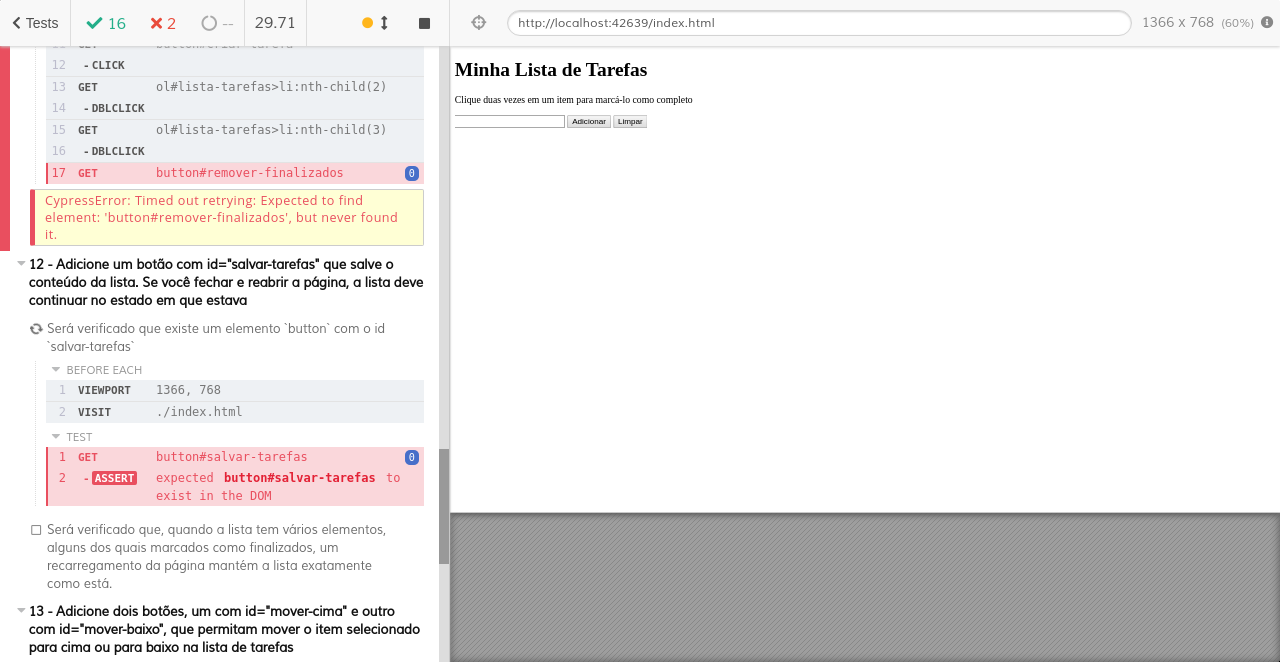 Tests 16 2 -- 29.71
http://localhost:42639/index.html 1366 x 768 (60%)
12 -CLICK
13 GET ol#lista-tarefas>li:nth-child(2)
14 -DBLCLICK
15 GET ol#lista-tarefas>li:nth-child(3)
16 -DBLCLICK
17 GET button#remover-finalizados 0
CypressError: Timed out retrying: Expected to find
element: 'button#remover-finalizados', but never found
it.
12 - Adicione um botão com id="salvar-tarefas" que salve o
conteúdo da lista. Se você fechar e reabrir a página, a lista deve
continuar no estado em que estava
Será verificado que existe um elemento `button` com o id
`salvar-tarefas`
BEFORE EACH
1 VIEWPORT 1366, 768
2 VISIT ./index.html
TEST
1 GET button#salvar-tarefas 0
2 -ASSERT expected button#salvar-tarefas to
exist in the DOM
Será verificado que, quando a lista tem vários elementos,
alguns dos quais marcados como finalizados, um
recarregamento da página mantém a lista exatamente
como está.
13 - Adicione dois botões, um com id="mover-cima" e outro
com id="mover-baixo", que permitam mover o item selecionado
para cima ou para baixo na lista de tarefas
Minha Lista de Tarefas
Clique duas vezes em um item para marcá-lo como completo
Adicionar Limpar